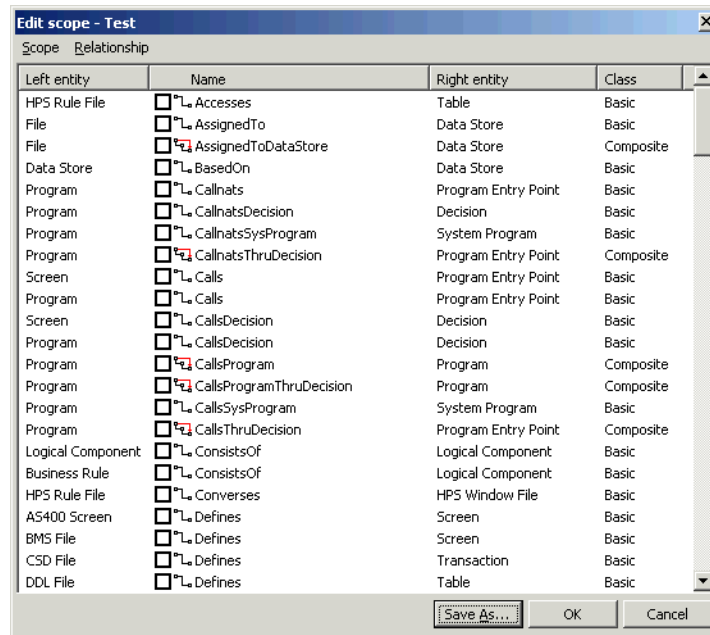 Edit scope - Test
Scope Relationship
Left entity Name Right entity Class
HPS Rule File Accesses Table Basic
File AssignedTo Data Store Basic
File AssignedToDataStore Data Store Composite
Data Store BasedOn Data Store Basic
Program Callnats Program Entry Point Basic
Program CallnatsDecision Decision Basic
Program CallnatsSysProgram System Program Basic
Program CallnatsThruDecision Program Entry Point Composite
Screen Calls Program Entry Point Basic
Program Calls Program Entry Point Basic
Screen CallsDecision Decision Basic
Program CallsDecision Decision Basic
Program CallsProgram Program Composite
Program CallsProgramThruDecision Program Composite
Program CallsSysProgram System Program Basic
Program CallsThruDecision Program Entry Point Composite
Logical Component ConsistsOf Logical Component Basic
Business Rule ConsistsOf Logical Component Basic
HPS Rule File Converses HPS Window File Basic
AS400 Screen Defines Screen Basic
BMS File Defines Screen Basic
CSD File Defines Transaction Basic
DDL File Defines Table Basic
Save As... OK Cancel